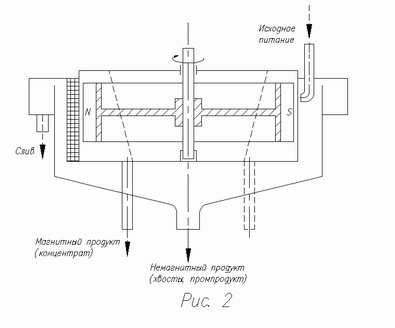 Исходное
питание
N
S
Слив
Магнитный продукт
(концентрат)
Немагнитный продукт
(хвосты, промпродукт)
Рис. 2